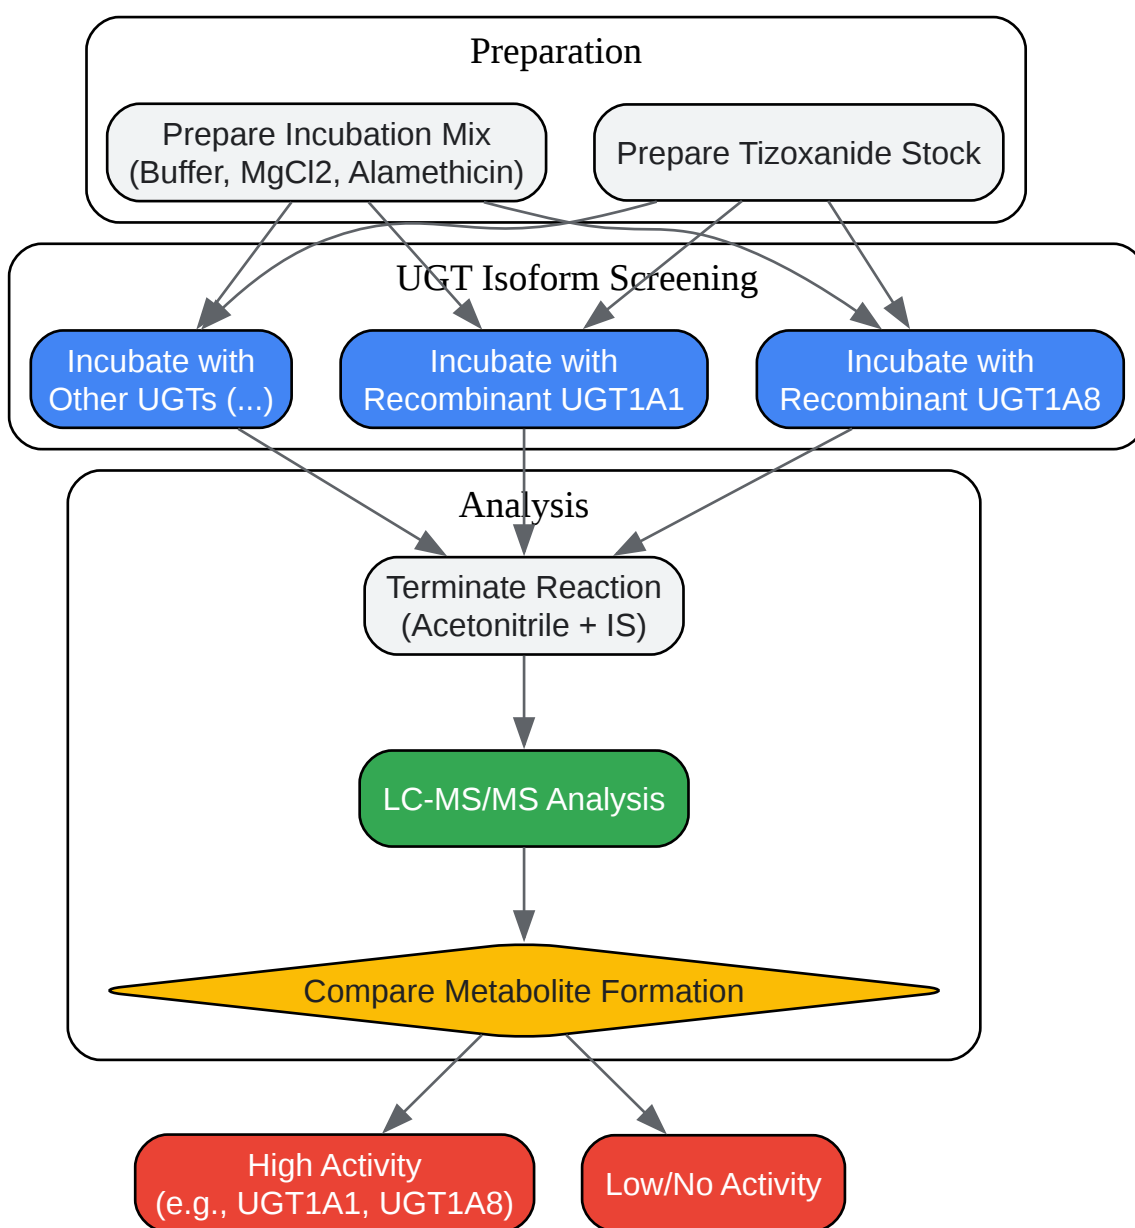 Preparation
Prepare Incubation Mix
(Buffer, MgCl2, Alamethicin)
Prepare Tizoxanide Stock
UGT Isoform Screening
Incubate with
Other UGTs (...)
Incubate with
Recombinant UGT1A1
Incubate with
Recombinant UGT1A8
Analysis
Terminate Reaction
(Acetonitrile + IS)
LC-MS/MS Analysis
Compare Metabolite Formation
High Activity
(e.g., UGT1A1, UGT1A8)
Low/No Activity